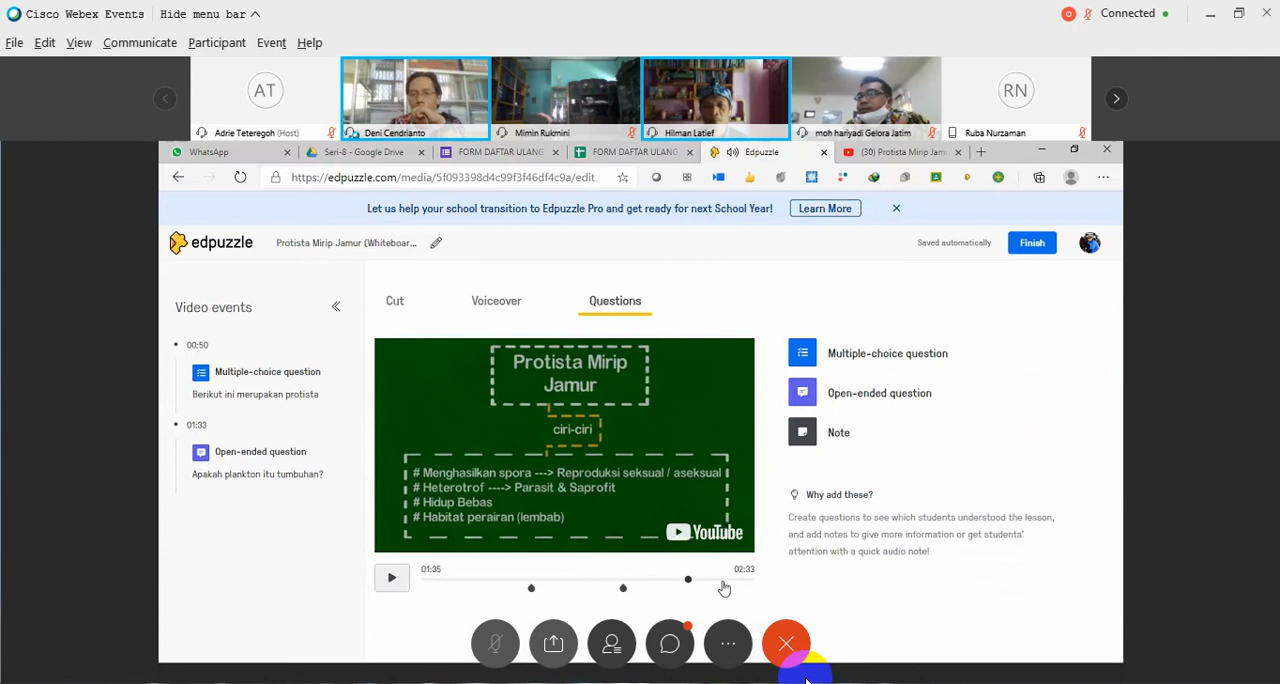 Cisco Webex Events
Hide menu bar
Connected
File Edit View Communicate Participant Event Help
AT
RN
Adrie Teteregoh (Host)
Deni Cendrianto
Mimin Rukmini
Hilman Latief
moh hariyadi Gelora Jatim
Ruba Nurzaman
WhatsApp
Seri-8 - Google Drive
FORM DAFTAR ULANG
FORM DAFTAR ULANG
Edpuzzle
(30) Protista Mirip Jam
https://edpuzzle.com/media/5f093398d4c99f3f46df4c9a/edit
Let us help your school transition to Edpuzzle Pro and get ready for next School Year!
Learn More
edpuzzle
Protista Mirip Jamur (Whiteboar...
Saved automatically
Finish
Video events
Cut
Voiceover
Questions
00:50
Multiple-choice question
Berikut ini merupakan protista
01:33
Open-ended question
Apakah plankton itu tumbuhan?
Protista Mirip
Jamur
ciri-ciri
# Menghasilkan spora ---> Reproduksi seksual / aseksual
# Heterotrof ----> Parasit & Saprofit
# Hidup Bebas
# Habitat perairan (lembab)
YouTube
01:35
02:33
Multiple-choice question
Open-ended question
Note
Why add these?
Create questions to see which students understood the lesson,
and add notes to give more information or get students'
attention with a quick audio note!